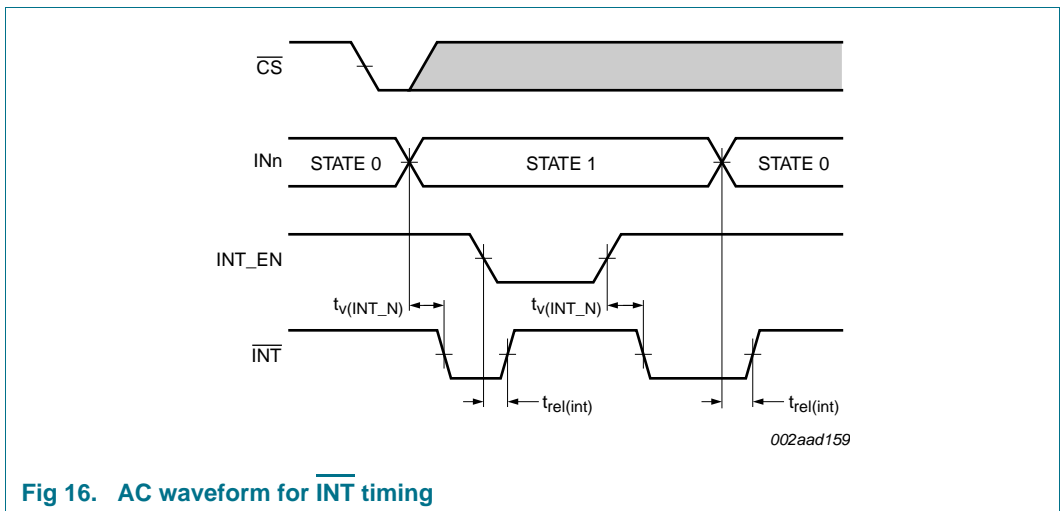 CS
INn
STATE 0
STATE 1
STATE 0
INT_EN
tv(INT_N)
tv(INT_N)
INT
trel(int)
trel(int)
002aad159
Fig 16. AC waveform for INT timing